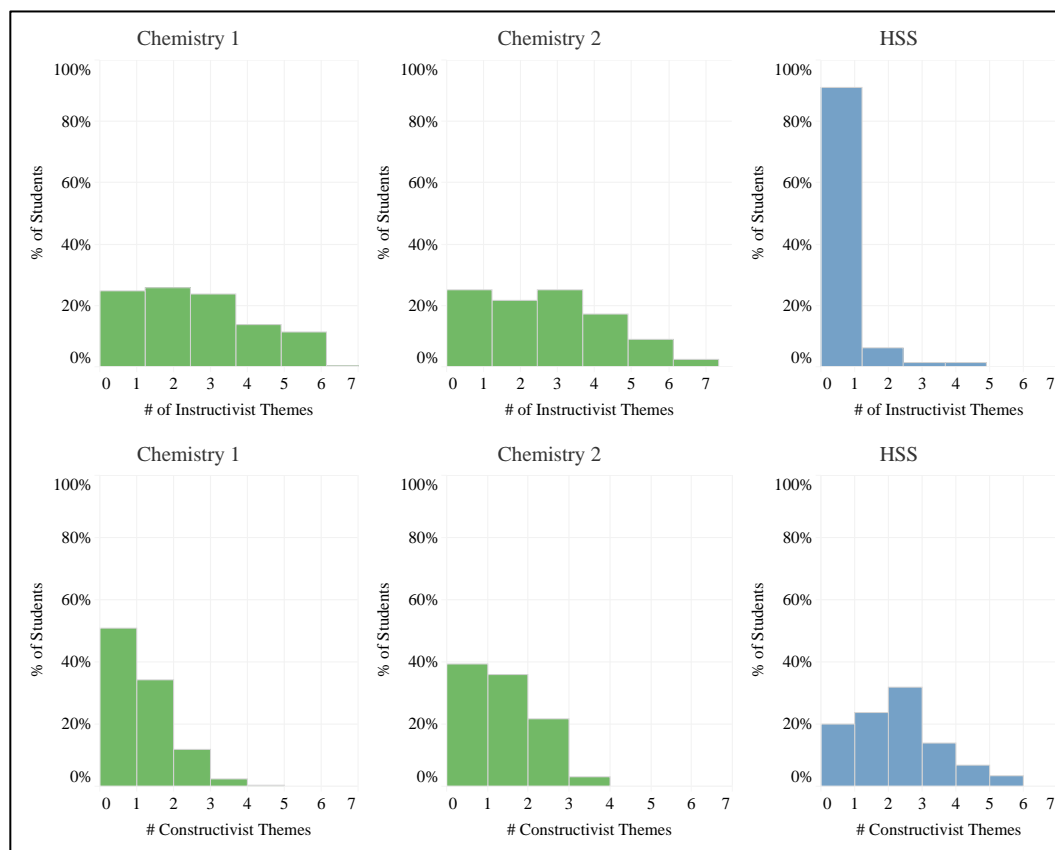 Chemistry 1
Chemistry 2
HSS
100%
80%
60%
40%
20%
0%
% of Students
0 1 2 3 4 5 6 7
# of Instructivist Themes
100%
80%
60%
40%
20%
0%
% of Students
0 1 2 3 4 5 6 7
# of Instructivist Themes
100%
80%
60%
40%
20%
0%
% of Students
0 1 2 3 4 5 6 7
# of Instructivist Themes
Chemistry 1
Chemistry 2
HSS
100%
80%
60%
40%
20%
0%
% of Students
0 1 2 3 4 5 6 7
# Constructivist Themes
100%
80%
60%
40%
20%
0%
% of Students
0 1 2 3 4 5 6 7
# Constructivist Themes
100%
80%
60%
40%
20%
0%
% of Students
0 1 2 3 4 5 6 7
# Constructivist Themes